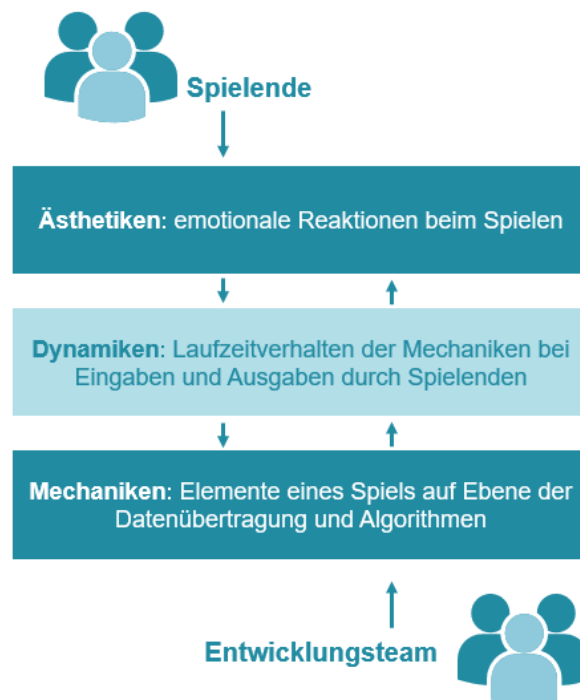 Spielende
Ästhetiken: emotionale Reaktionen beim Spielen
Dynamiken: Laufzeitverhalten der Mechaniken bei
Eingaben und Ausgaben durch Spielenden
Mechaniken: Elemente eines Spiels auf Ebene der
Datenübertragung und Algorithmen
Entwicklungsteam